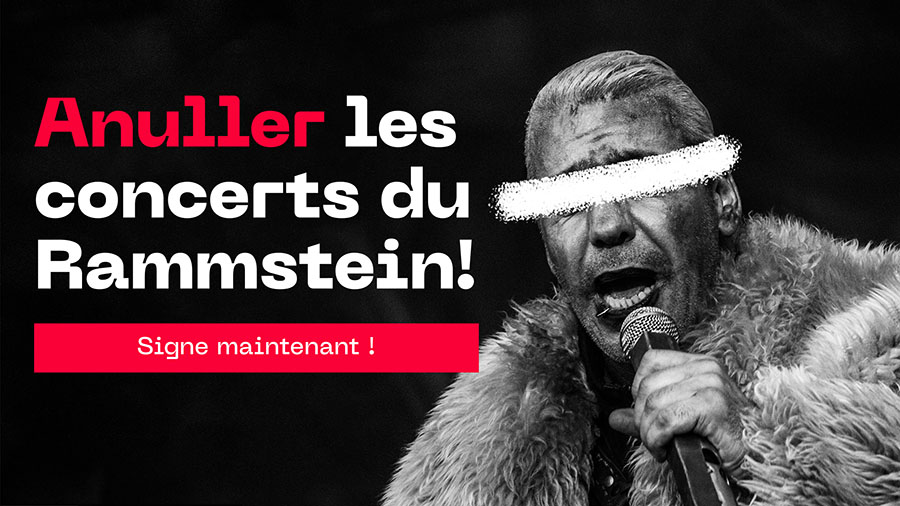 Anuller les
concerts du
Rammstein!
Signe maintenant !